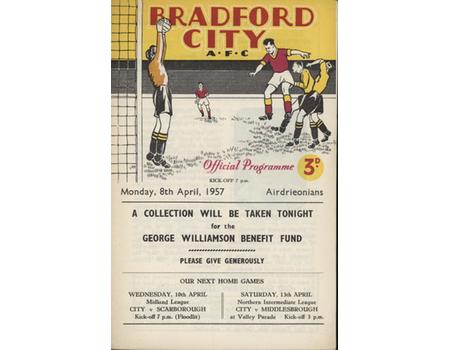 BRADFORD
CITY
A·F·C
Official Programme
3D
KICK-OFF 7 p.m.
Monday, 8th April, 1957 Airdrieonians
A COLLECTION WILL BE TAKEN TONIGHT
for the
GEORGE WILLIAMSON BENEFIT FUND
PLEASE GIVE GENEROUSLY
OUR NEXT HOME GAMES
WEDNESDAY, 10th APRIL
Midland League
CITY v SCARBOROUGH
Kick-off 7 p.m. (Floodlit)
SATURDAY, 13th APRIL
Northern Intermediate League
CITY v MIDDLESBROUGH
at Valley Parade Kick-off 3 p.m.